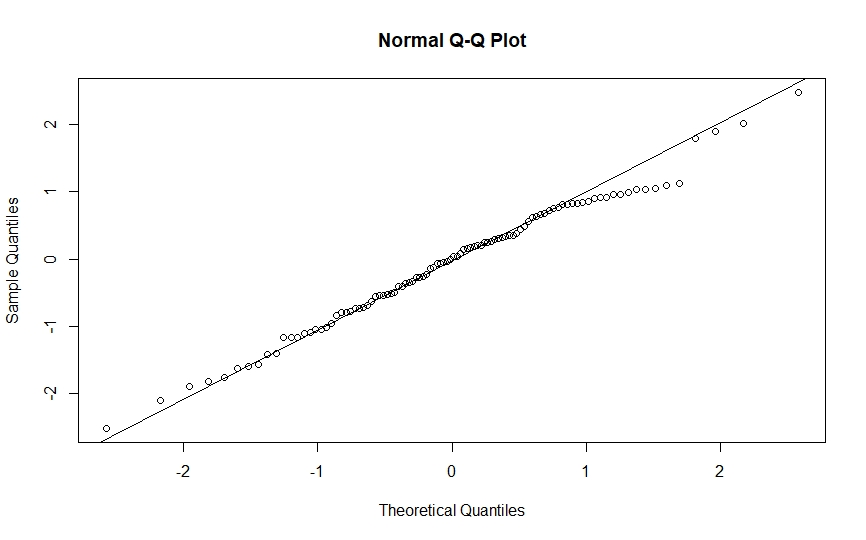 Normal Q-Q Plot
2
1
0
-1
-2
Sample Quantiles
-2 -1 0 1 2
Theoretical Quantiles